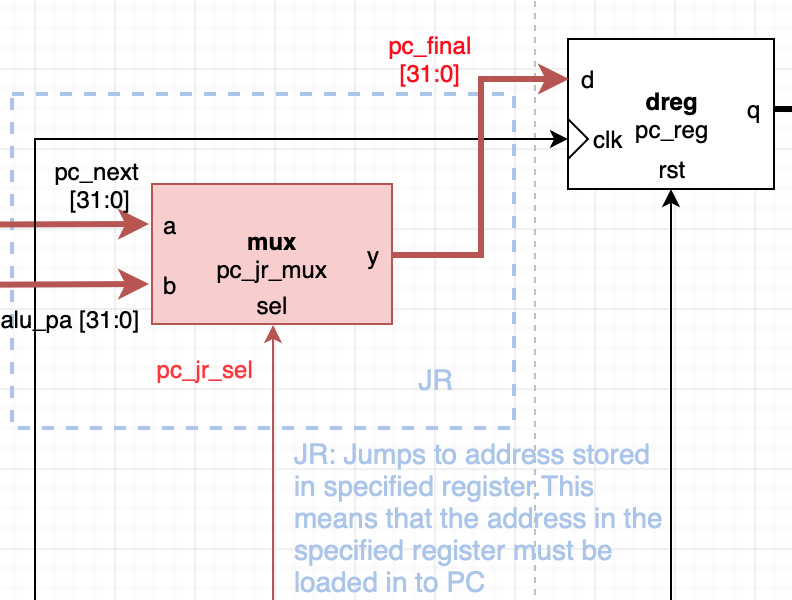 pc_final
[31:0]
d
dreg
q
clk
pc_reg
rst
pc_next
[31:0]
a
mux
y
pc_jr_mux
b
sel
alu_pa [31:0]
pc_jr_sel
JR
JR: Jumps to address stored
in specified register.This
means that the address in the
specified register must be
loaded in to PC